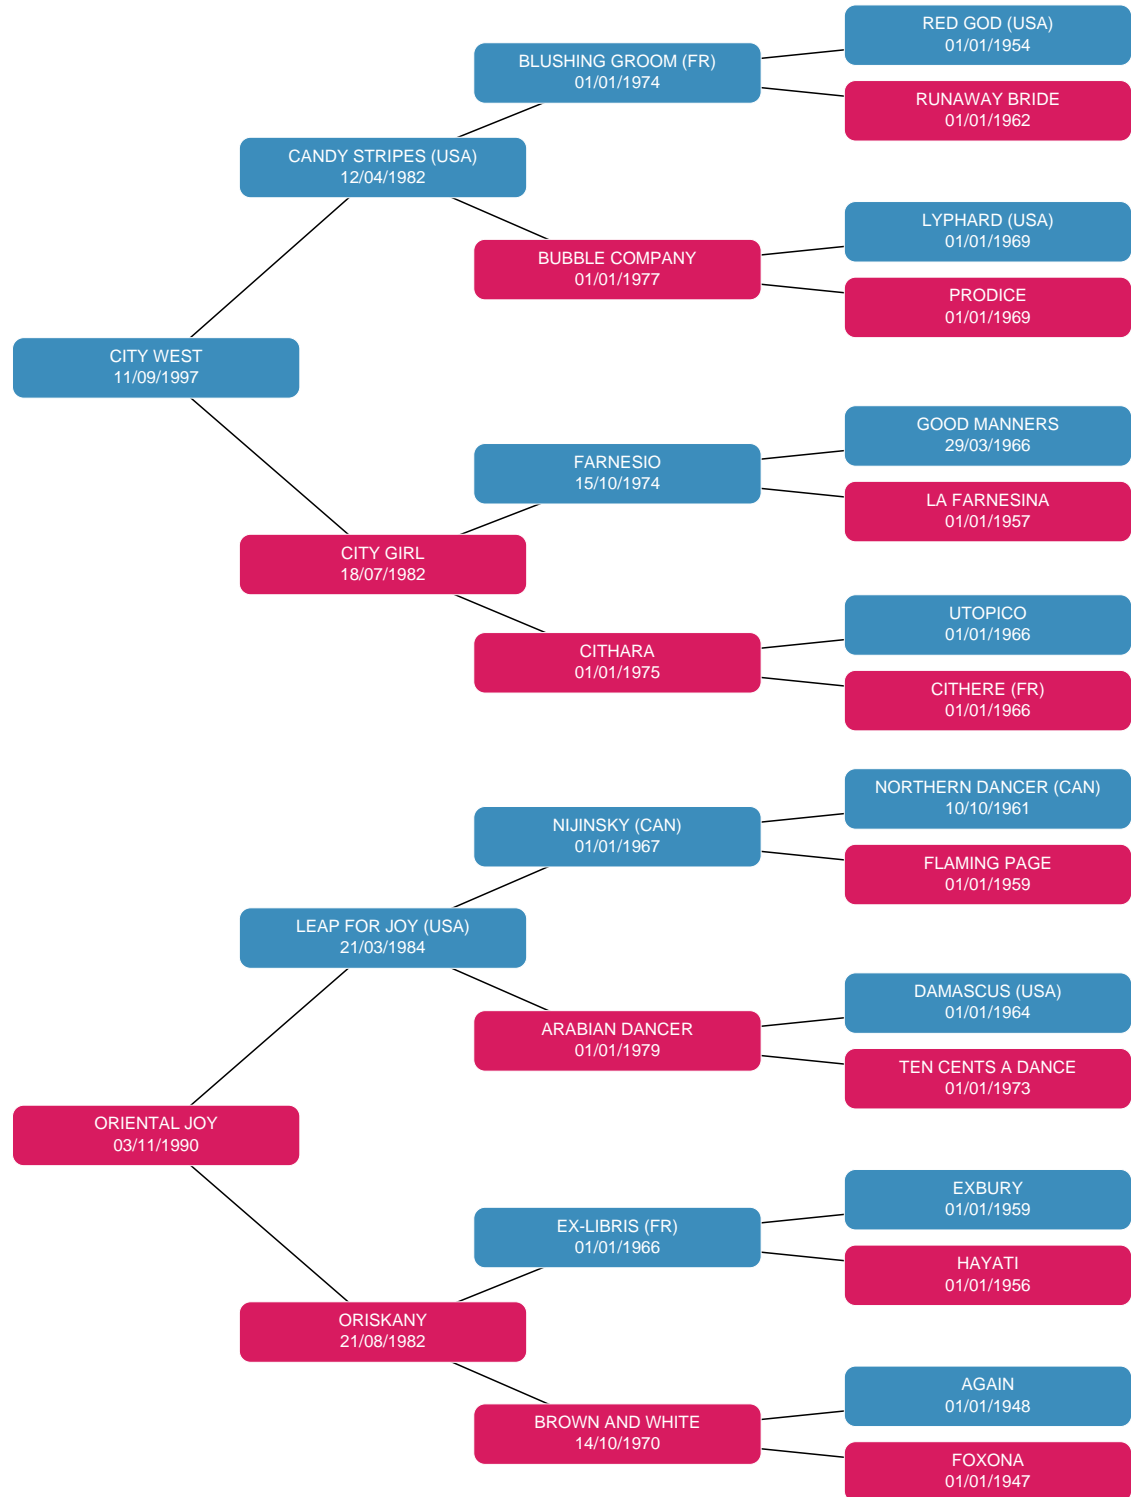 RED GOD (USA)
01/01/1954
BLUSHING GROOM (FR)
01/01/1974
RUNAWAY BRIDE
01/01/1962
CANDY STRIPES (USA)
12/04/1982
LYPHARD (USA)
01/01/1969
BUBBLE COMPANY
01/01/1977
PRODICE
01/01/1969
CITY WEST
11/09/1997
GOOD MANNERS
29/03/1966
FARNESIO
15/10/1974
LA FARNESINA
01/01/1957
CITY GIRL
18/07/1982
UTOPICO
01/01/1966
CITHARA
01/01/1975
CITHERE (FR)
01/01/1966
NORTHERN DANCER (CAN)
10/10/1961
NIJINSKY (CAN)
01/01/1967
FLAMING PAGE
01/01/1959
LEAP FOR JOY (USA)
21/03/1984
DAMASCUS (USA)
01/01/1964
ARABIAN DANCER
01/01/1979
TEN CENTS A DANCE
01/01/1973
ORIENTAL JOY
03/11/1990
EXBURY
01/01/1959
EX-LIBRIS (FR)
01/01/1966
HAYATI
01/01/1956
ORISKANY
21/08/1982
AGAIN
01/01/1948
BROWN AND WHITE
14/10/1970
FOXONA
01/01/1947